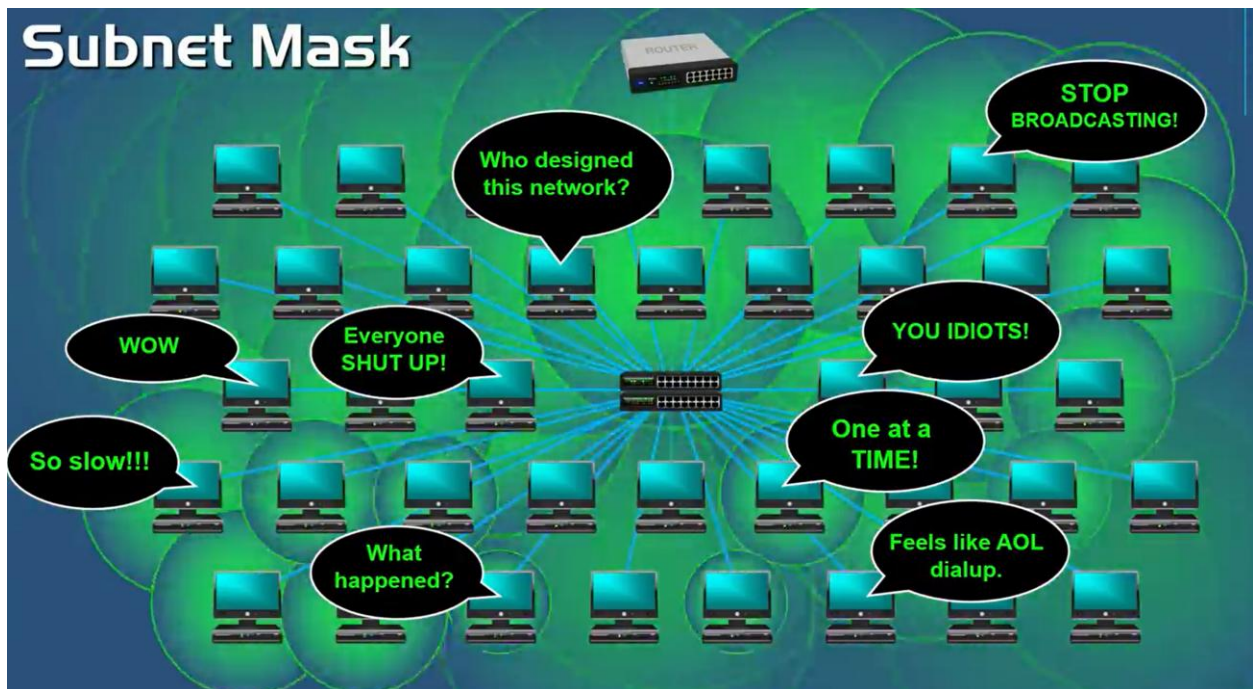 Subnet Mask
ROUTER
STOP
BROADCASTING!
Who designed
this network?
WOW
Everyone
SHUT UP!
YOU IDIOTS!
So slow!!!
One at a
TIME!
What
happened?
Feels like AOL
dialup.